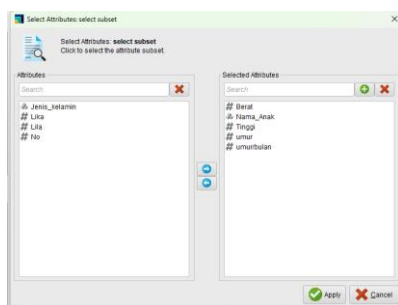 Select Attributes: select subset
Select Attributes: select subset
Click to select the attribute subset.
Attributes
Selected Attributes
Search
Search
Jenis_kelamin
Lika
Lila
No
Berat
Nama_Anak
Tinggi
umur
umurbulan
Apply
Cancel